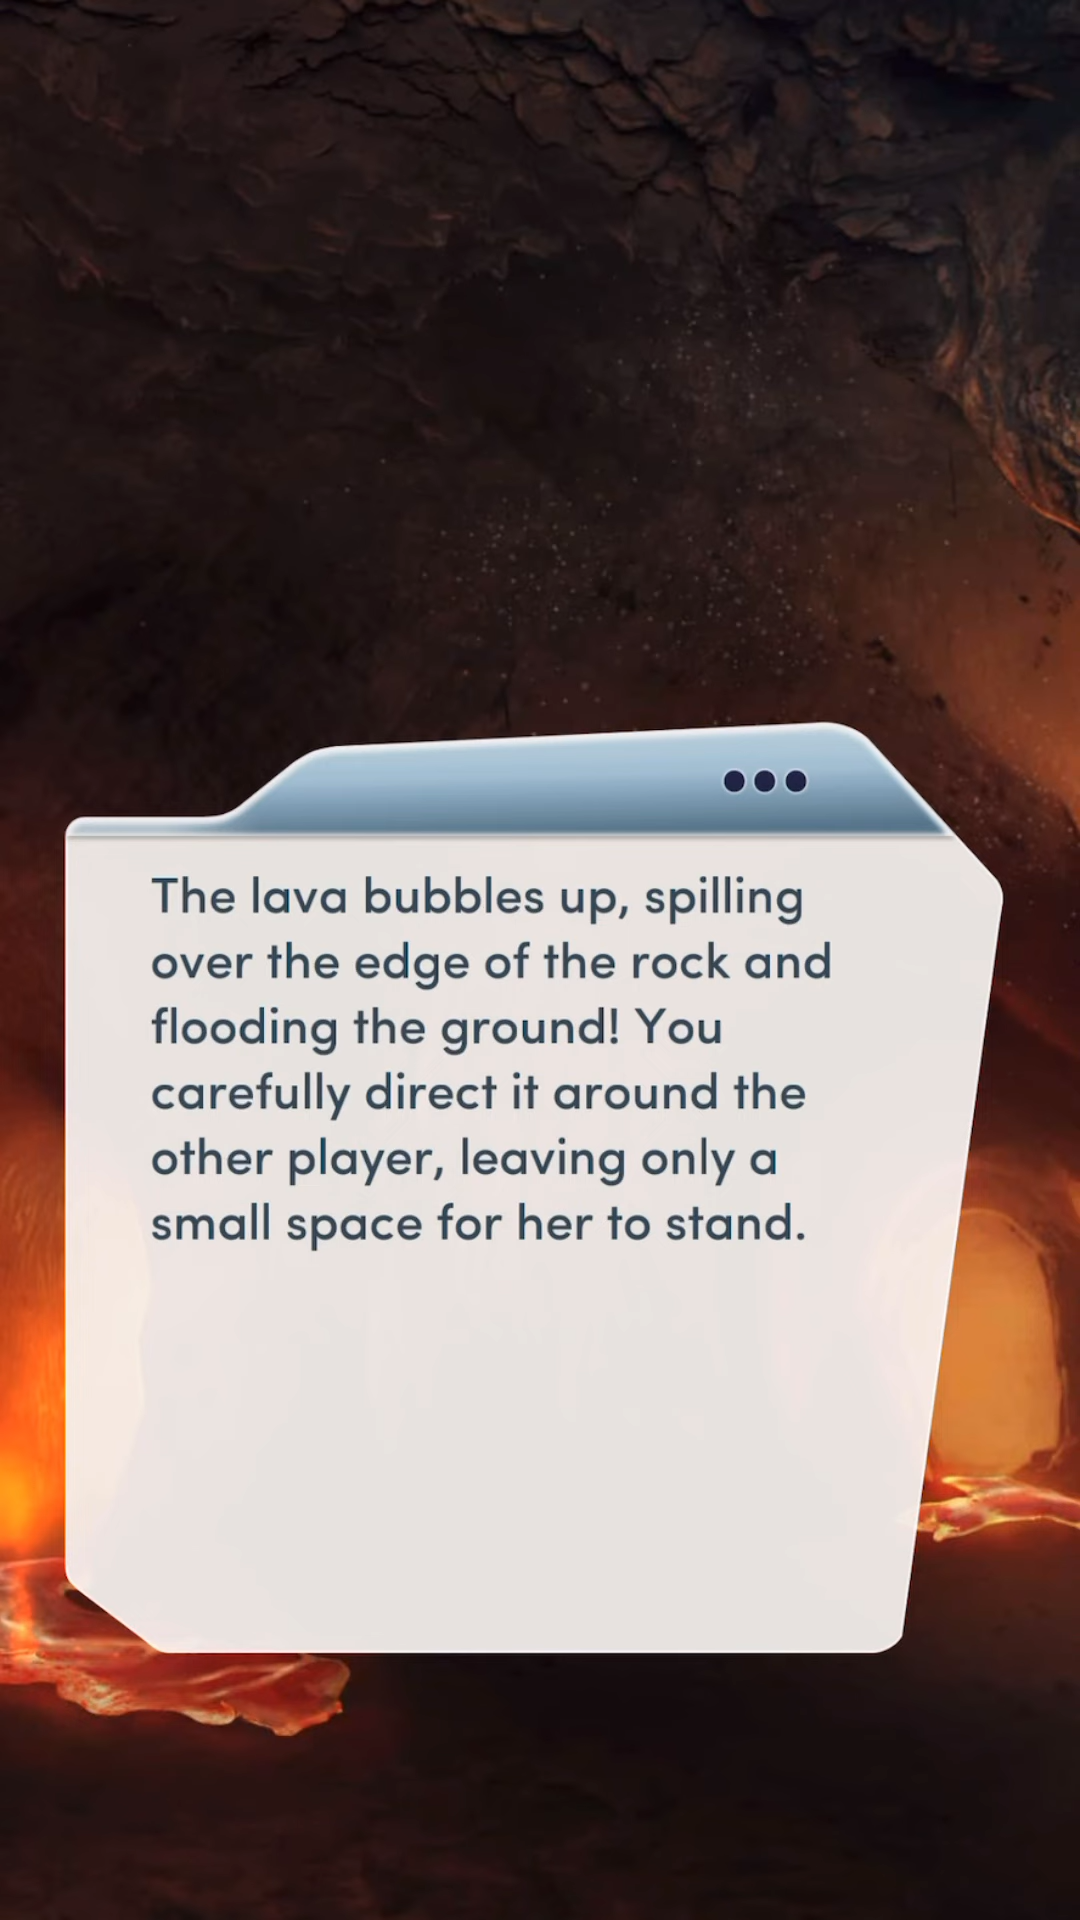 The lava bubbles up, spilling
over the edge of the rock and
flooding the ground! You
carefully direct it around the
other player, leaving only a
small space for her to stand.